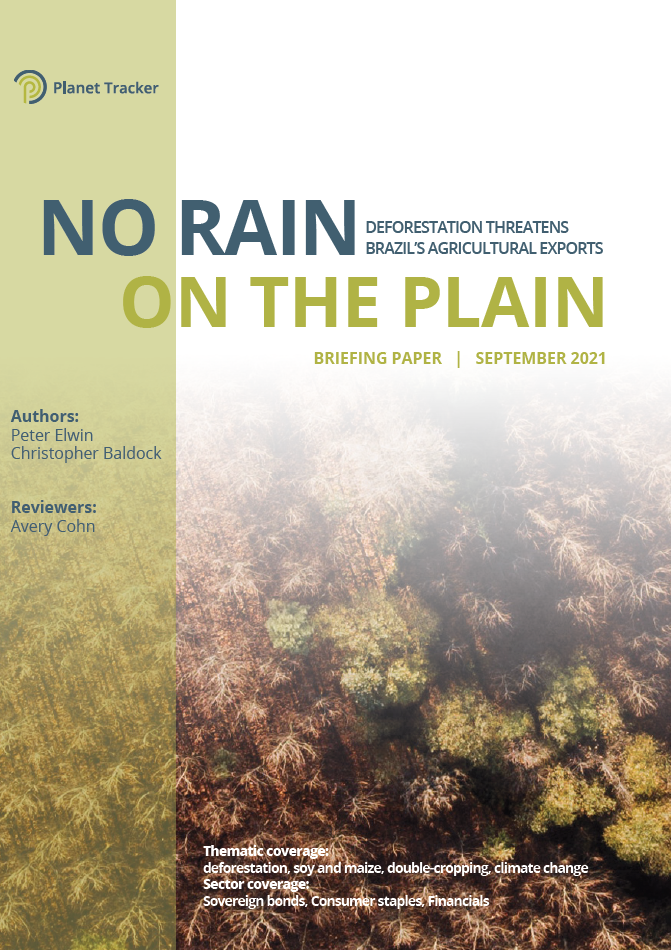 Planet Tracker
NO RAIN
DEFORESTATION THREATENS
BRAZIL'S AGRICULTURAL EXPORTS
ON THE PLAIN
BRIEFING PAPER | SEPTEMBER 2021
Authors:
Peter Elwin
Christopher Baldock
Reviewers:
Avery Cohn
Thematic coverage:
deforestation, soy and maize, double-cropping, climate change
Sector coverage:
Sovereign bonds, Consumer staples, Financials